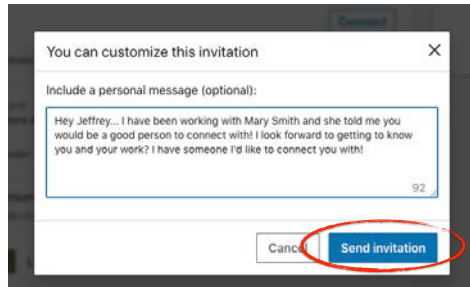 Connect
You can customize this invitation
Include a personal message (optional):
Hey Jeffrey... I have been working with Mary Smith and she told me you
would be a good person to connect with! I look forward to getting to know
you and your work? I have someone I'd like to connect you with!
92
Cancel
Send invitation